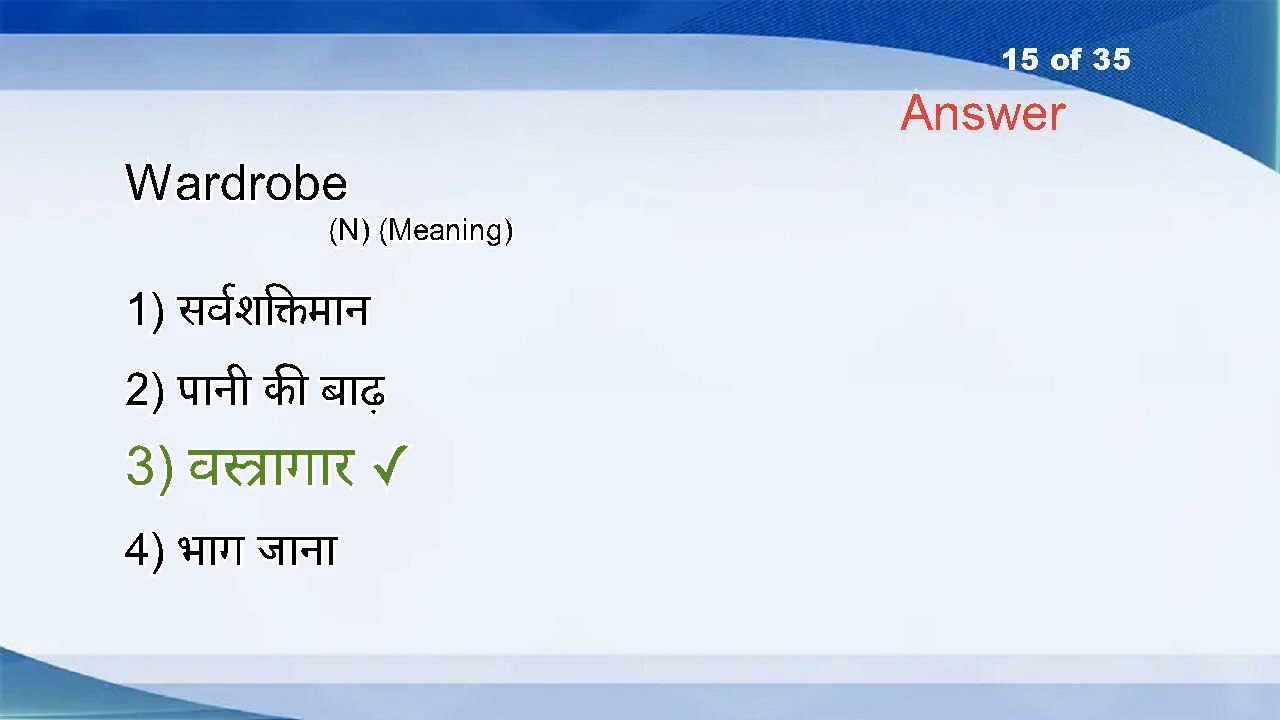 15 of 35
Answer
Wardrobe
(N) (Meaning)
1) सर्वशक्तिमान
2) पानी की बाढ़
3) वस्त्रागार ✓
4) भाग जाना